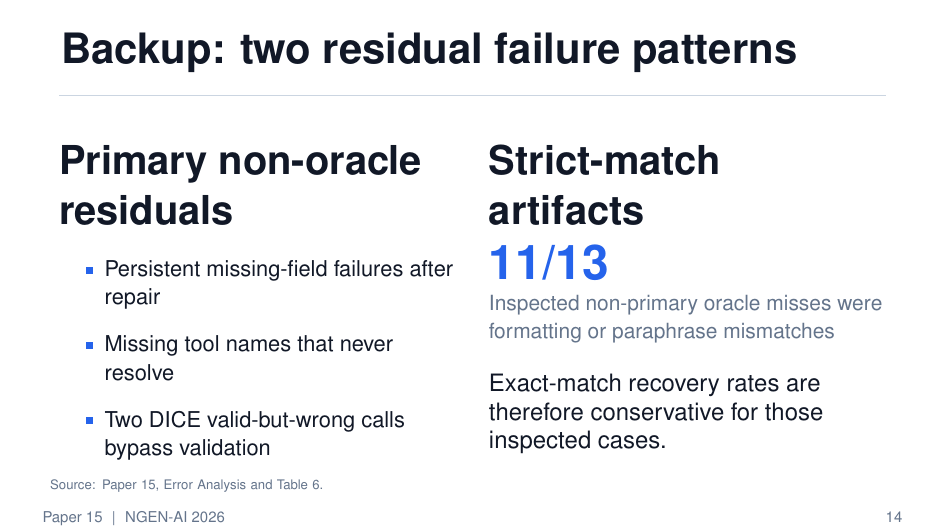 Backup: two residual failure patterns
Primary non-oracle
residuals
Persistent missing-field failures after
repair
Missing tool names that never
resolve
Two DICE valid-but-wrong calls
bypass validation
Strict-match
artifacts
11/13
Inspected non-primary oracle misses were
formatting or paraphrase mismatches
Exact-match recovery rates are
therefore conservative for those
inspected cases.
Source: Paper 15, Error Analysis and Table 6.
Paper 15 | NGEN-AI 2026
14